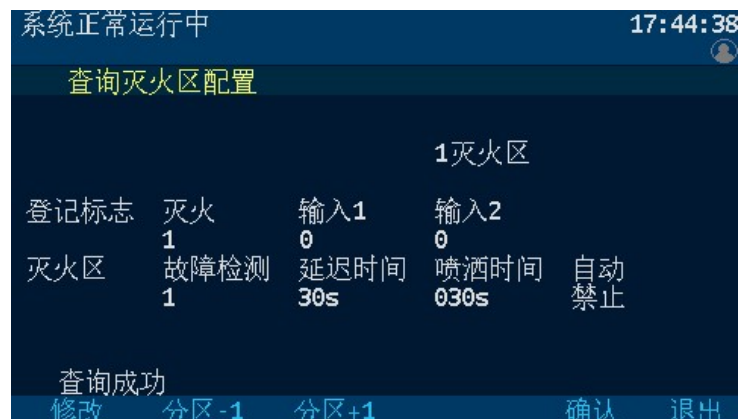 系统正常运行中 17:44:38
查询灭火区配置
1灭火区
登记标志 灭火 输入1 输入2
1 0 0
灭火区 故障检测 延迟时间 喷洒时间 自动
1 30s 030s 禁止
查询成功
修改 分区-1 分区+1 确认 退出